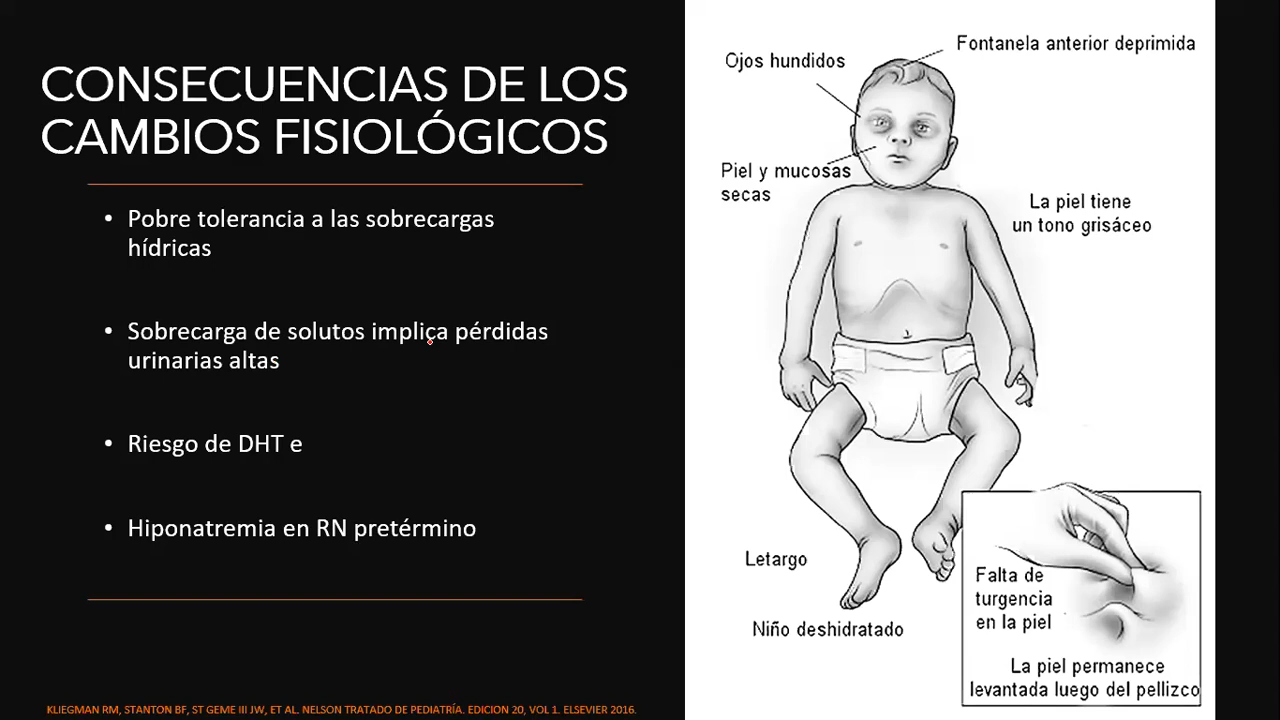 CONSECUENCIAS DE LOS
CAMBIOS FISIOLÓGICOS
• Pobre tolerancia a las sobrecargas
hídricas
• Sobrecarga de solutos implica pérdidas
urinarias altas
• Riesgo de DHT e
• Hiponatremia en RN pretérmino
KLIEGMAN RM, STANTON BF, ST GEME III JW, ET AL. NELSON TRATADO DE PEDIATRÍA. EDICION 20, VOL 1. ELSEVIER 2016.
Fontanela anterior deprimida
Ojos hundidos
Piel y mucosas
secas
La piel tiene
un tono grisáceo
Letargo
Niño deshidratado
Falta de
turgencia
en la piel
La piel permanece
levantada luego del pellizco